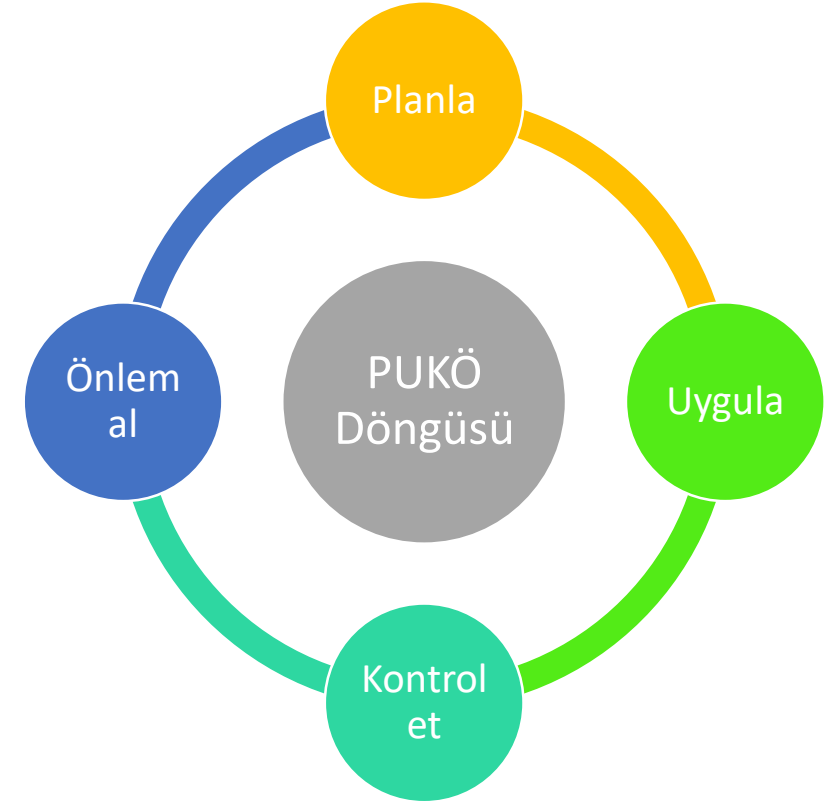 Planla
Uygula
Kontrol
et
Önlem
al
PUKÖ
Döngüsü